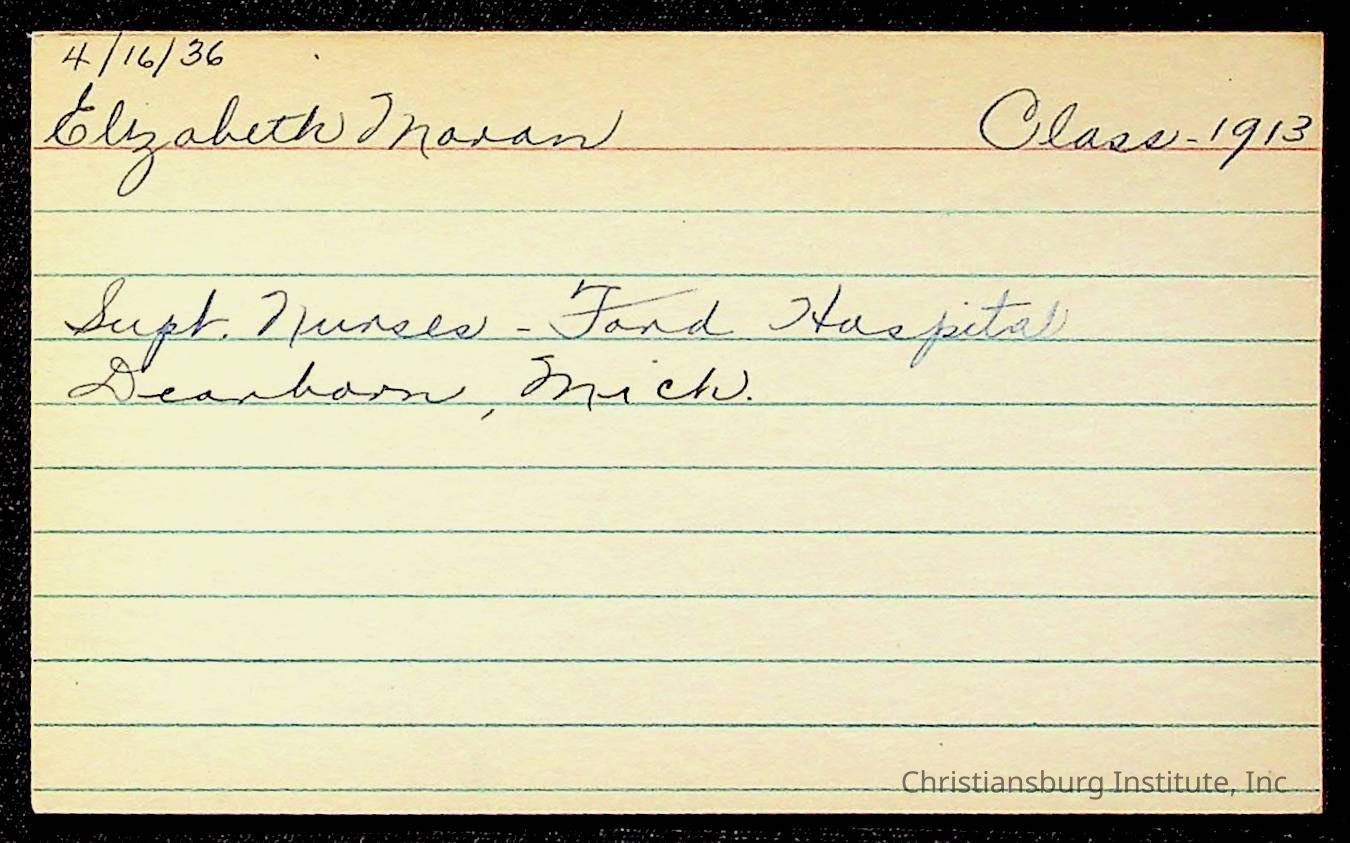 4/16/36
Elizabeth Moran Class-1913
Supt. Nurses - Ford Hospital
Dearborn, Mich.
Christiansburg Institute, Inc